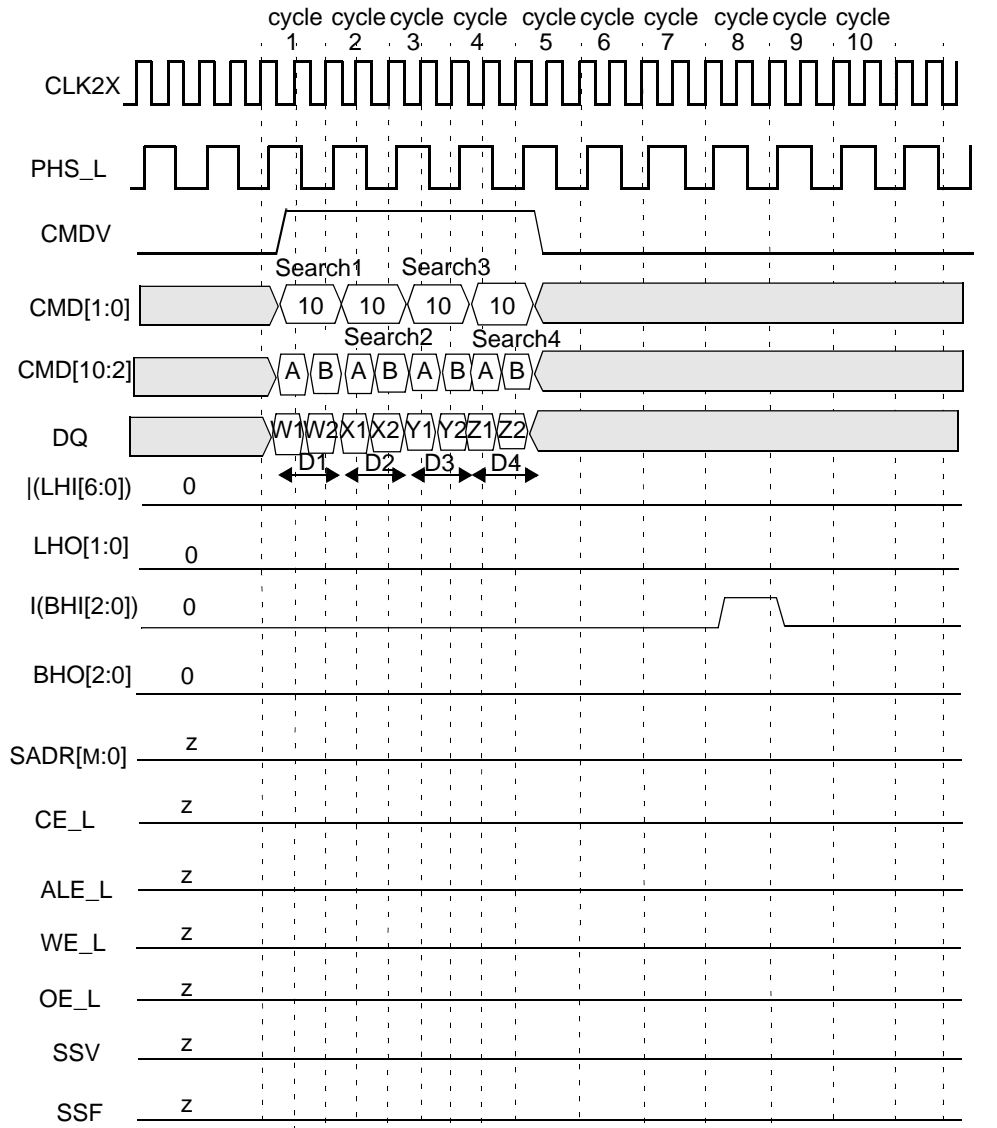 cycle cycle cycle cycle cycle cycle cycle cycle cycle cycle
1 2 3 4 5 6 7 8 9 10
CLK2X
PHS_L
CMDV
Search1 Search3
CMD[1:0] 10 10 10 10
Search2 Search4
CMD[10:2] A B A B A B A B
DQ W1 W2 X1 X2 Y1 Y2 Z1 Z2
D1 D2 D3 D4
|(LHI[6:0]) 0
LHO[1:0] 0
I(BHI[2:0]) 0
BHO[2:0] 0
SADR[M:0] z
CE_L z
ALE_L z
WE_L z
OE_L z
SSV z
SSF z